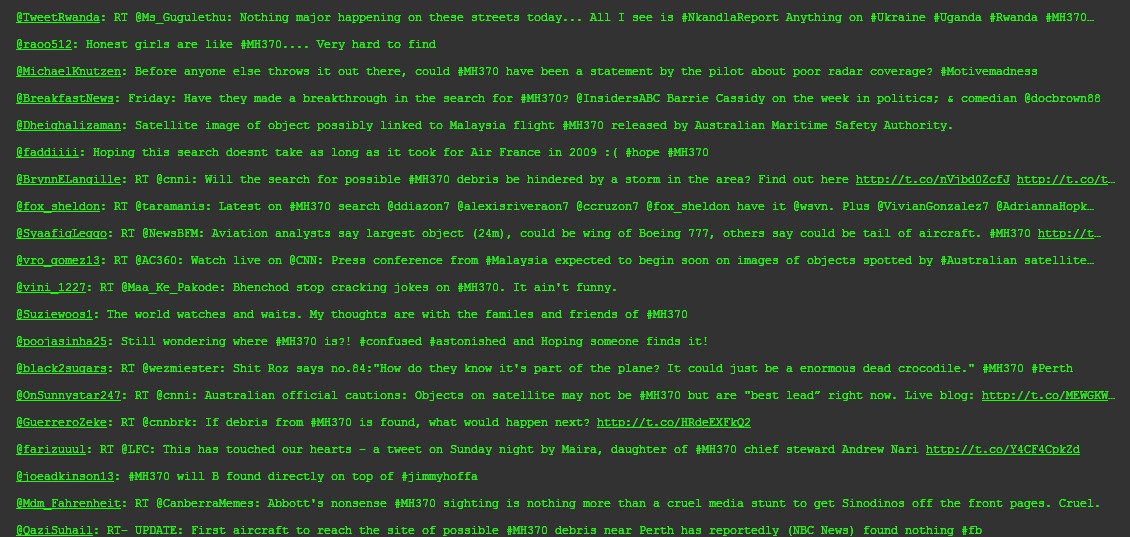 @TweetRwanda: RT @Ms_Gugulethu: Nothing major happening on these streets today... All I see is #NkandlaReport Anything on #Ukraine #Uganda #Rwanda #MH370…
@raoo512: Honest girls are like #MH370.... Very hard to find
@MichaelKnutzen: Before anyone else throws it out there, could #MH370 have been a statement by the pilot about poor radar coverage? #Motivemadness
@BreakfastNews: Friday: Have they made a breakthrough in the search for #MH370? @InsidersABC Barrie Cassidy on the week in politics; & comedian @docbrown88
@Dheighalizaman: Satellite image of object possibly linked to Malaysia flight #MH370 released by Australian Maritime Safety Authority.
@faddiiii: Hoping this search doesnt take as long as it took for Air France in 2009 :( #hope #MH370
@BrynnELangille: RT @cnni: Will the search for possible #MH370 debris be hindered by a storm in the area? Find out here http://t.co/nVjbd0ZcfJ http://t.co/t…
@fox_sheldon: RT @taramanis: Latest on #MH370 search @ddiazon7 @alexisriveraon7 @ccruzon7 @fox_sheldon have it @wsvn. Plus @VivianGonzalez7 @AdriannaHopk…
@SyaafiqLeqqo: RT @NewsBFM: Aviation analysts say largest object (24m), could be wing of Boeing 777, others say could be tail of aircraft. #MH370 http://t…
@vro_gomez13: RT @AC360: Watch live on @CNN: Press conference from #Malaysia expected to begin soon on images of objects spotted by #Australian satellite…
@vini_1227: RT @Maa_Ke_Pakode: Bhenchod stop cracking jokes on #MH370. It ain't funny.
@Suziewoos1: The world watches and waits. My thoughts are with the familes and friends of #MH370
@poojasinha25: Still wondering where #MH370 is?! #confused #astonished and Hoping someone finds it!
@black2sugars: RT @wezmiester: Shit Roz says no.84:"How do they know it's part of the plane? It could just be a enormous dead crocodile." #MH370 #Perth
@OnSunnystar247: RT @cnni: Australian official cautions: Objects on satellite may not be #MH370 but are "best lead” right now. Live blog: http://t.co/MEWGKW…
@GuerreroZeke: RT @cnnbrk: If debris from #MH370 is found, what would happen next? http://t.co/HRdeEXFkQ2
@farizuuul: RT @LFC: This has touched our hearts - a tweet on Sunday night by Maira, daughter of #MH370 chief steward Andrew Nari http://t.co/Y4CF4CpkZd
@joeadkinson13: #MH370 will B found directly on top of #jimmyhoffa
@Mdm_Fahrenheit: RT @CanberraMemes: Abbott's nonsense #MH370 sighting is nothing more than a cruel media stunt to get Sinodinos off the front pages. Cruel.
@QaziSuhail: RT- UPDATE: First aircraft to reach the site of possible #MH370 debris near Perth has reportedly (NBC News) found nothing #fb